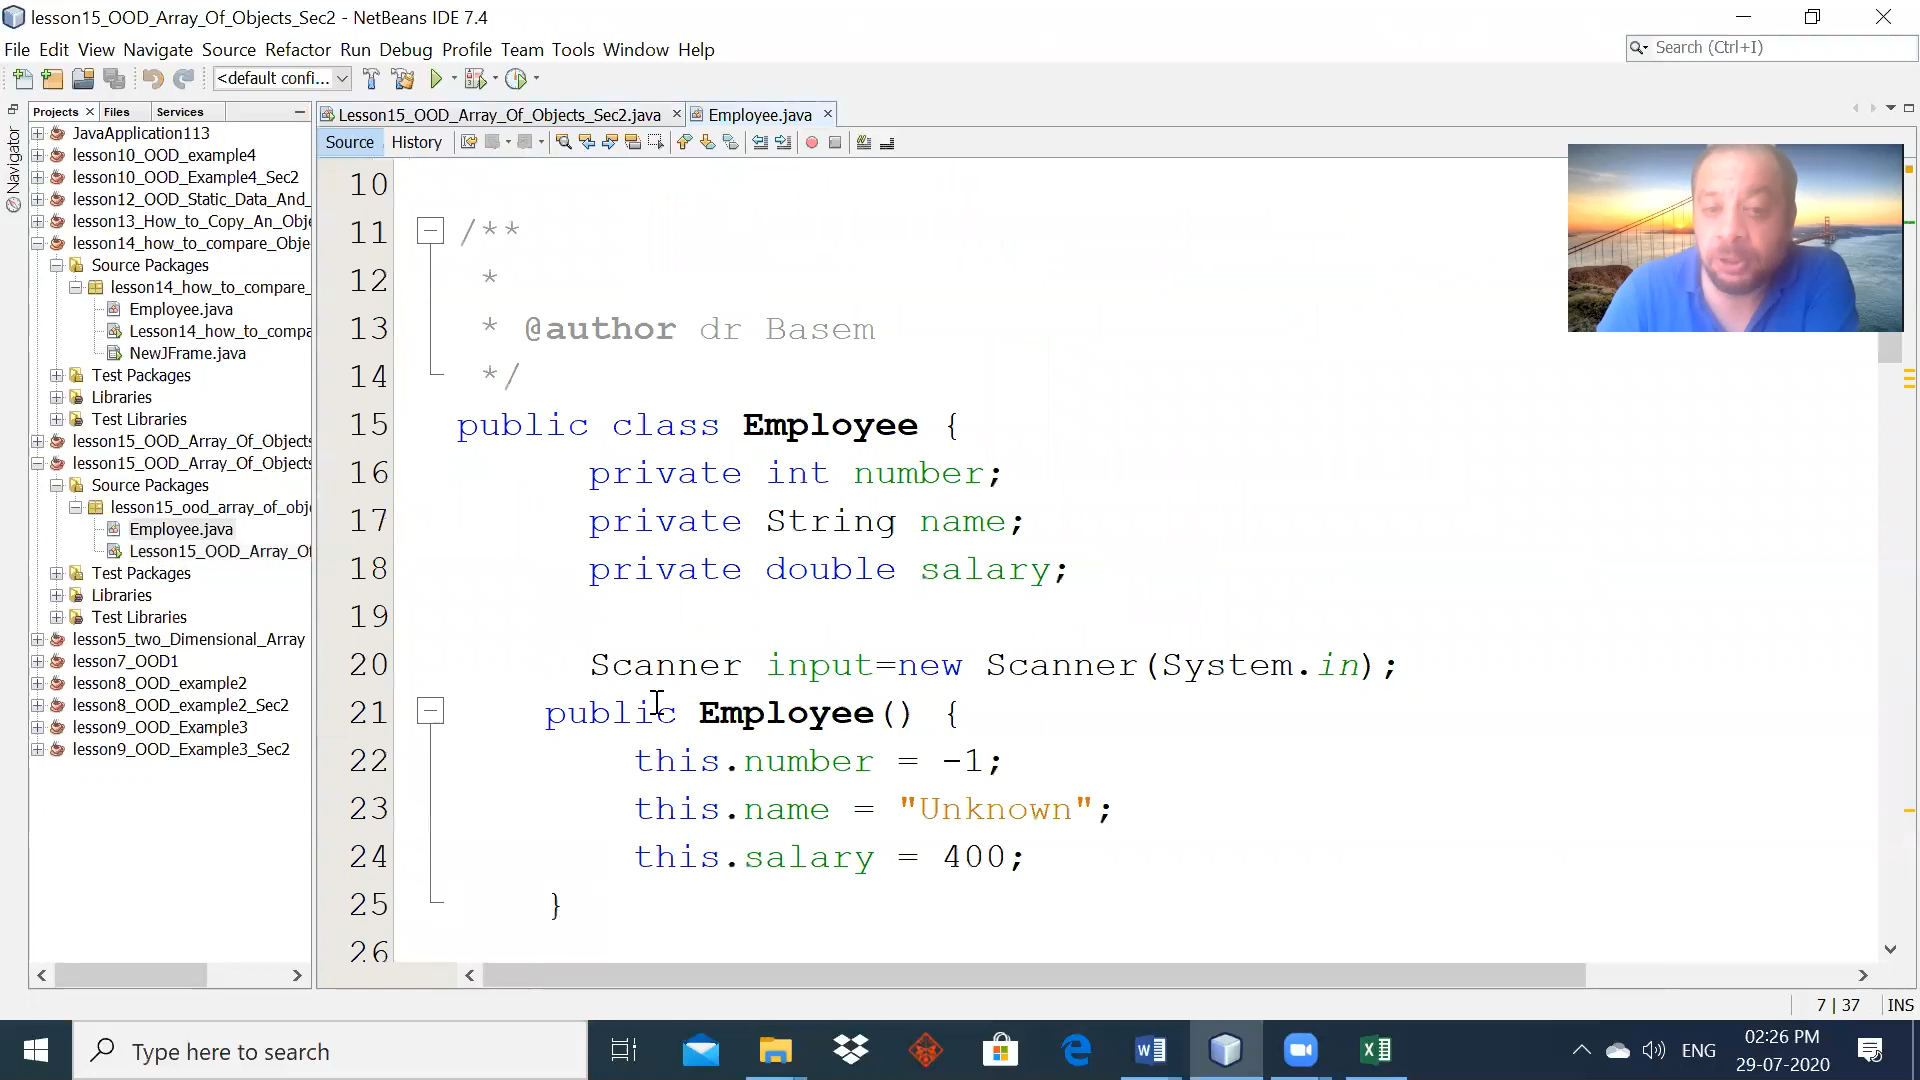 lesson15_OOD_Array_Of_Objects_Sec2 - NetBeans IDE 7.4
File Edit View Navigate Source Refactor Run Debug Profile Team Tools Window Help
Search (Ctrl+I)
<default confi...
Projects Files Services
Navigator
JavaApplication113
lesson10_OOD_example4
lesson10_OOD_Example4_Sec2
lesson12_OOD_Static_Data_And_
lesson13_How_to_Copy_An_Obje
lesson14_how_to_compare_Obje
Source Packages
lesson14_how_to_compare_
Employee.java
Lesson14_how_to_compa
NewJFrame.java
Test Packages
Libraries
Test Libraries
lesson15_OOD_Array_Of_Objects
lesson15_OOD_Array_Of_Objects
Source Packages
lesson15_ood_array_of_obj
Employee.java
Lesson15_OOD_Array_O
Test Packages
Libraries
Test Libraries
lesson5_two_Dimensional_Array
lesson7_OOD1
lesson8_OOD_example2
lesson8_OOD_example2_Sec2
lesson9_OOD_Example3
lesson9_OOD_Example3_Sec2
Lesson15_OOD_Array_Of_Objects_Sec2.java Employee.java
Source History
10
11 /**
12 *
13 * @author dr Basem
14 */
15 public class Employee {
16 private int number;
17 private String name;
18 private double salary;
19
20 Scanner input=new Scanner(System.in);
21 public Employee() {
22 this.number = -1;
23 this.name = "Unknown";
24 this.salary = 400;
25 }
26
7 | 37 INS
Type here to search
ENG
02:26 PM
29-07-2020